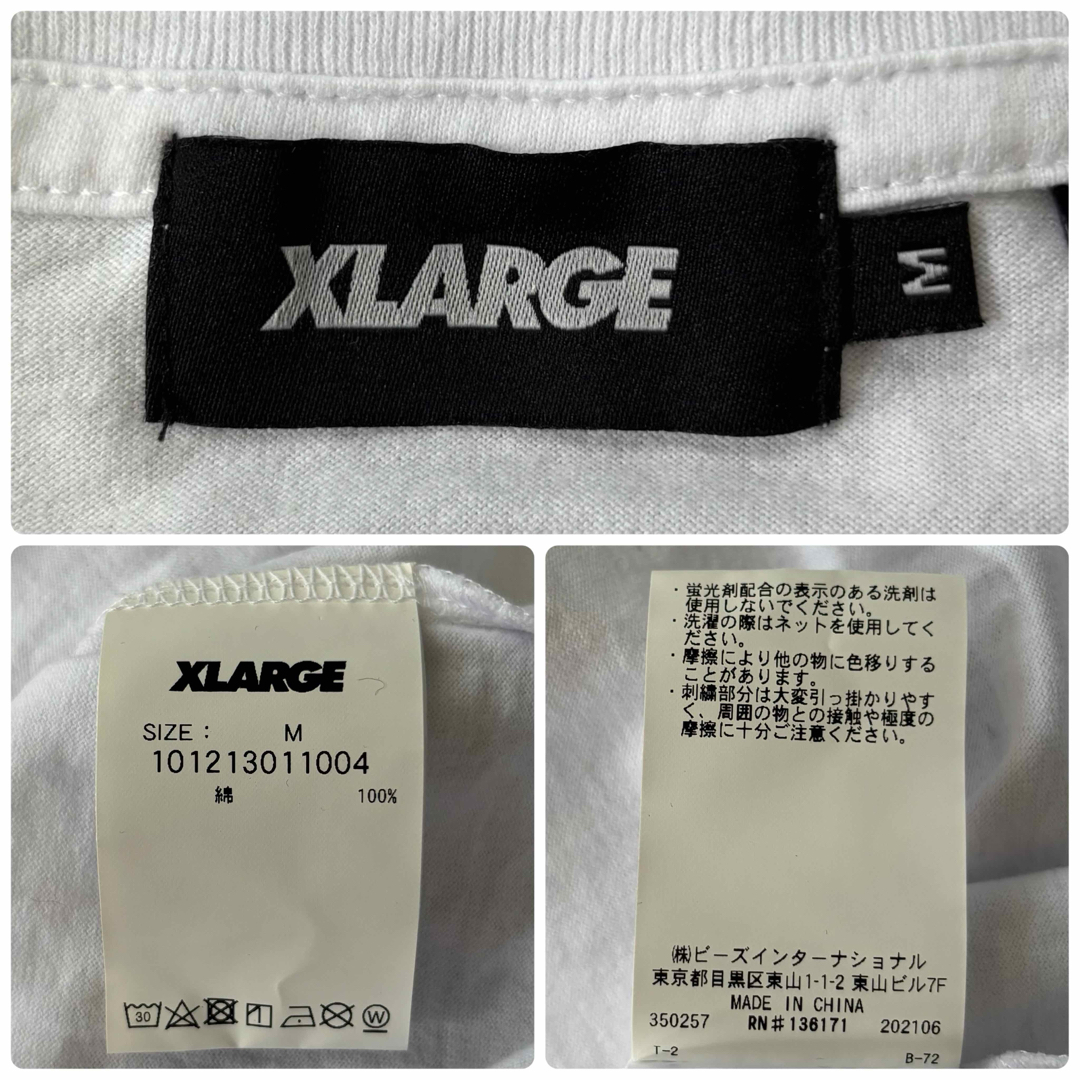 XLARGE
M
XLARGE
SIZE : M
101213011004
綿 100%
30
W
・蛍光剤配合の表示のある洗剤は
使用しないでください。
・洗濯の際はネットを使用してく
ださい。
・摩擦により他の物に色移りする
ことがあります。
・刺繍部分は大変引っ掛かりやす
く、周囲の物との接触や極度の
摩擦に十分ご注意ください。
㈱ビーズインターナショナル
東京都目黒区東山1-1-2 東山ビル7F
MADE IN CHINA
350257 RN#136171 202106
T-2 B-72